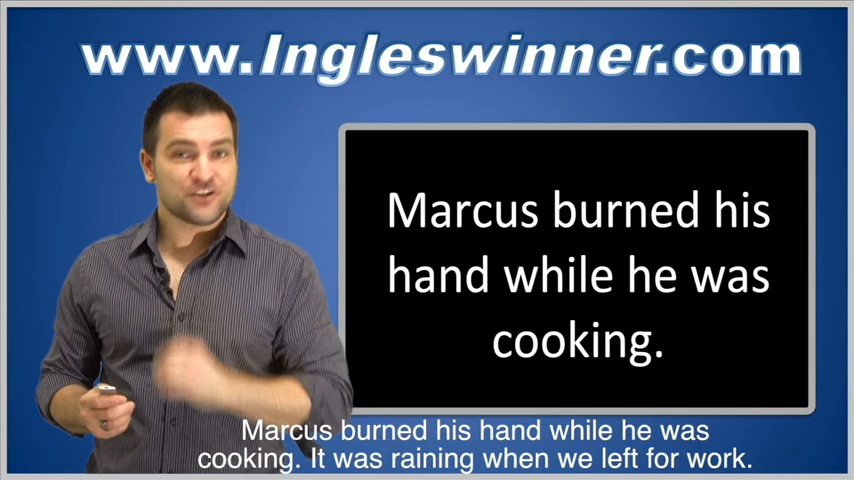 www.Ingleswinner.com
Marcus burned his
hand while he was
cooking.
Marcus burned his hand while he was
cooking. It was raining when we left for work.